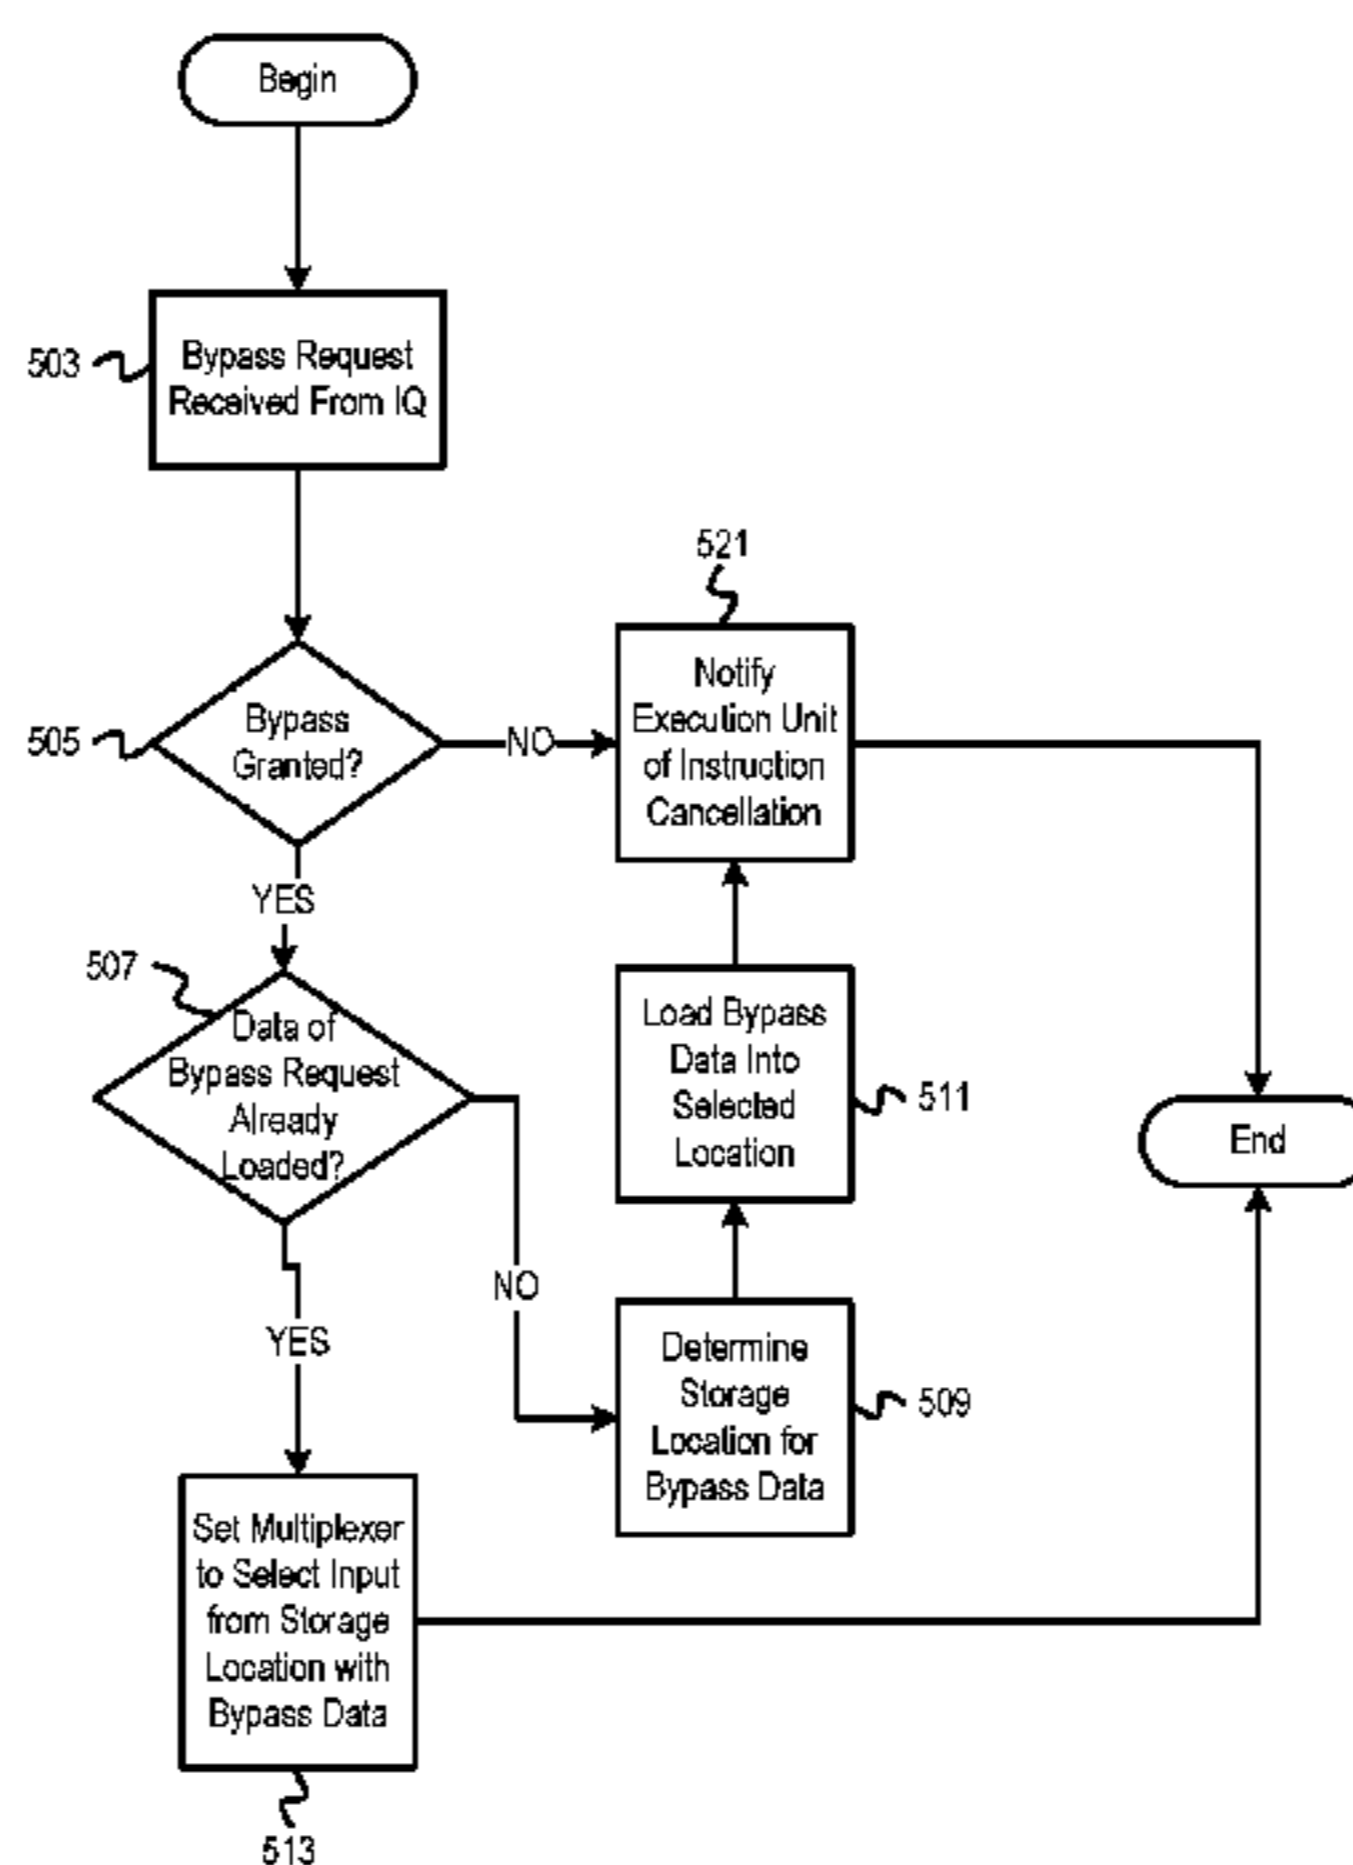 Begin
503
Bypass Request
Received From IQ
521
Notify
Execution Unit
of Instruction
Cancellation
505
Bypass
Granted?
NO
YES
507
Data of
Bypass Request
Already
Loaded?
Load Bypass
Data Into
Selected
Location
511
End
NO
YES
Determine
Storage
Location for
Bypass Data
509
Set Multiplexer
to Select Input
from Storage
Location with
Bypass Data
513